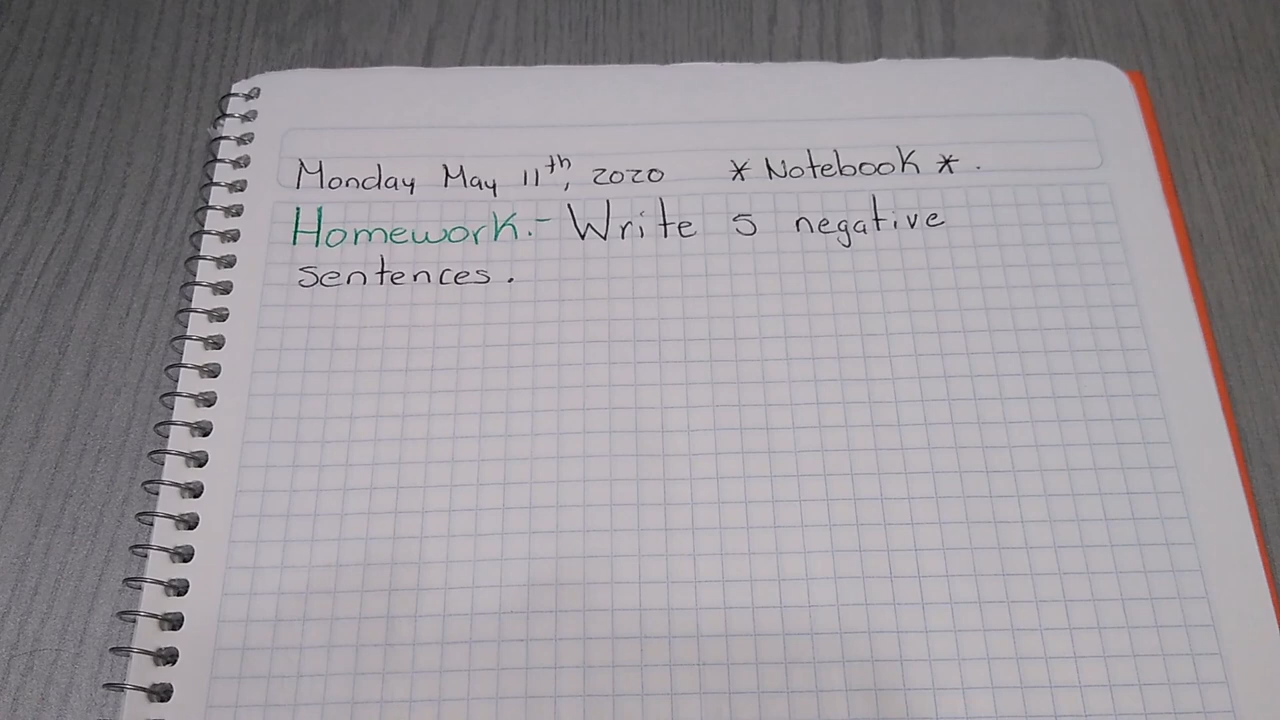 Monday May 11th, 2020 * Notebook * .
Homework.- Write 5 negative
sentences.